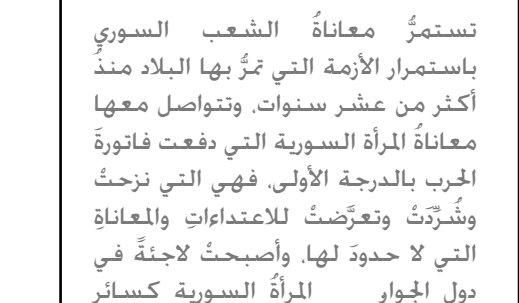 تستمرُّ معاناةُ الشعب السوري
باستمرار الأزمة التي تمرُّ بها البلاد منذُ
أكثر من عشر سنوات، وتتواصل معها
معاناةُ المرأة السورية التي دفعت فاتورةَ
الحرب بالدرجة الأولى، فهي التي نزحتْ
وشُرِّدَتْ وتعرَّضتْ للاعتداءاتِ والمعاناةِ
التي لا حدودَ لها، وأصبحتْ لاجئةً في
دول الجوار المرأةُ السورية كسائر